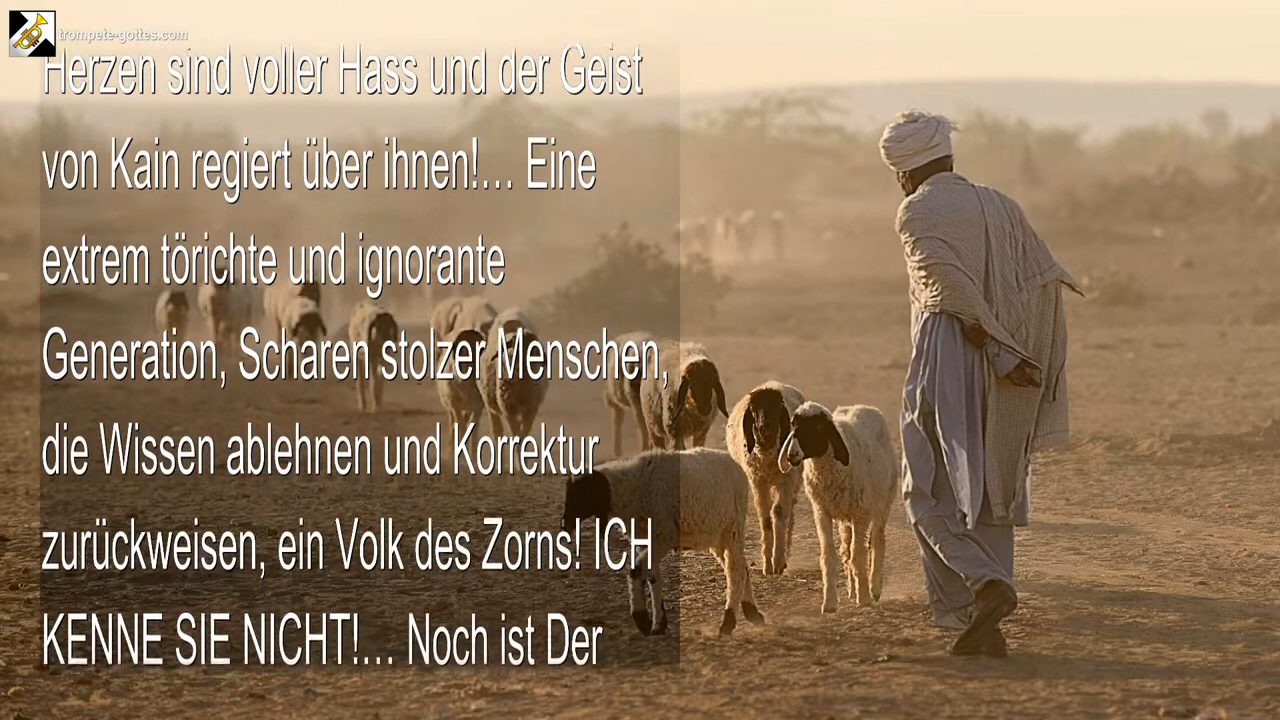 trompete-gottes.com
Herzen sind voller Hass und der Geist
von Kain regiert über ihnen!... Eine
extrem törichte und ignorante
Generation, Scharen stolzer Menschen,
die Wissen ablehnen und Korrektur
zurückweisen, ein Volk des Zorns! ICH
KENNE SIE NICHT!... Noch ist Der